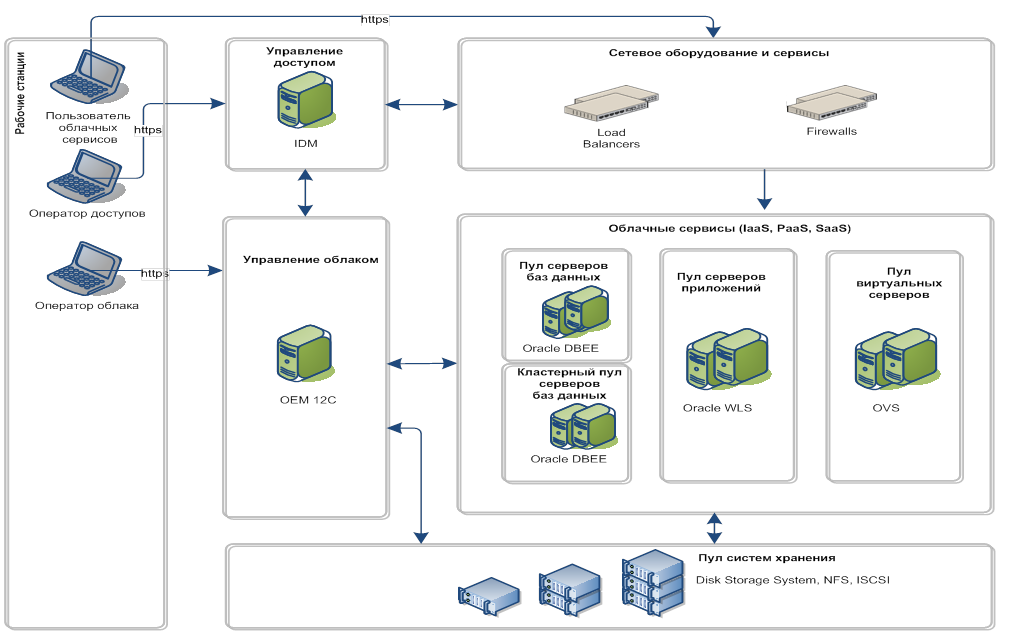 https
Рабочие станции
Пользователь
облачных
сервисов
https
Оператор доступов
https
Оператор облака
Управление
доступом
IDM
Сетевое оборудование и сервисы
Load
Balancers
Firewalls
Управление облаком
OEM 12C
Облачные сервисы (IaaS, PaaS, SaaS)
Пул серверов
баз данных
Oracle DBEE
Кластерный пул
серверов
баз данных
Oracle DBEE
Пул серверов
приложений
Oracle WLS
Пул
виртуальных
серверов
OVS
Пул систем хранения
Disk Storage System, NFS, ISCSI